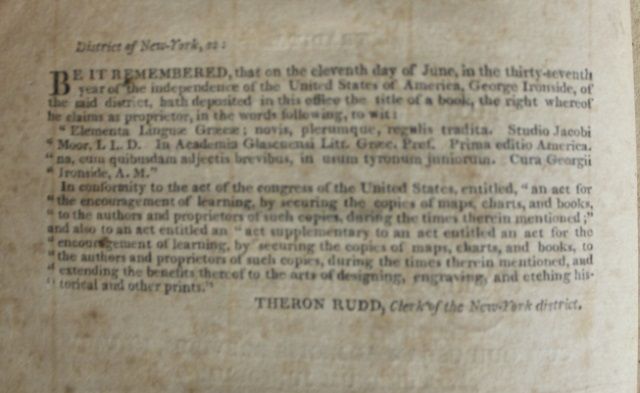 District of New-York, ss:
BE IT REMEMBERED, that on the eleventh day of June, in the thirty-seventh
year of the independence of the United States of America, George Ironside, of
the said district, hath deposited in this office the title of a book, the right whereof
he claims as proprietor, in the words following, to wit:
" Elementa Linguæ Græcæ; novis, plerumque, regulis tradita. Studio Jacobi
" Moor, L L. D. In Academia Glascuensi Litt. Græc. Prof. Prima editio America-
" na, cum quibusdam adjectis brevibus, in usum tyronum juniorum. Cura Georgii
" Ironside, A. M."
In conformity to the act of the congress of the United States, entitled, " an act for
" the encouragement of learning, by securing the copies of maps, charts, and books,
" to the authors and proprietors of such copies, during the times therein mentioned;"
and also to an act entitled an " act supplementary to an act entitled an act for the
" encouragement of learning, by securing the copies of maps, charts, and books, to
" the authors and proprietors of such copies, during the times therein mentioned, and
" extending the benefits thereof to the arts of designing, engraving, and etching his-
" torical and other prints."
THERON RUDD, Clerk of the New-York district.